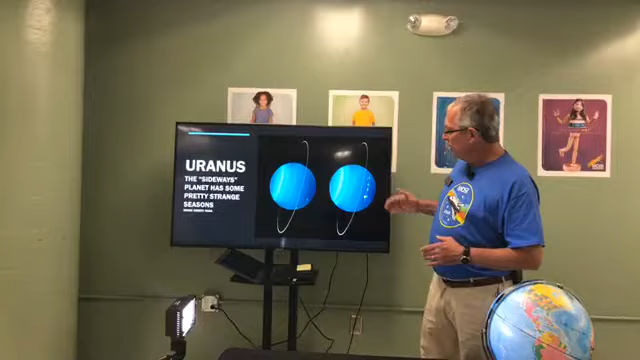 URANUS
THE "SIDEWAYS"
PLANET HAS SOME
PRETTY STRANGE
SEASONS